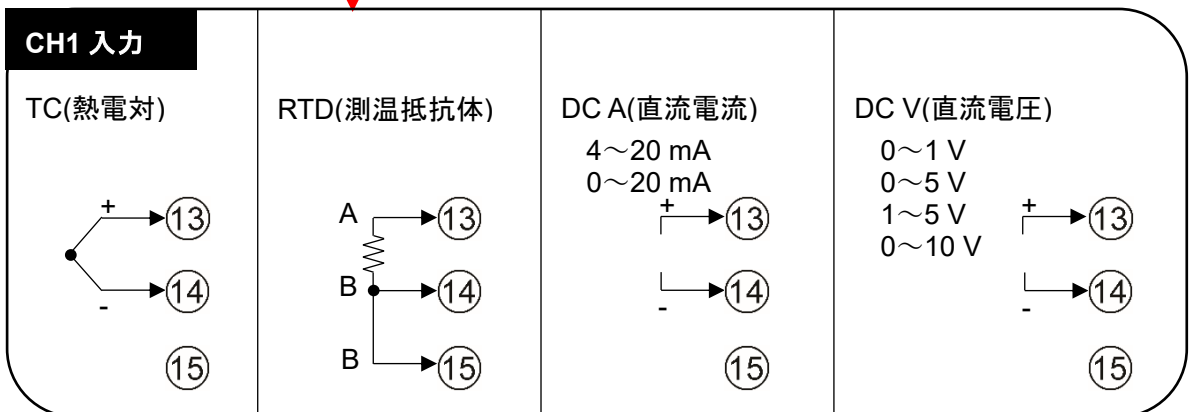 CH1 入力
TC(熱電対)
+
⑬
-
⑭
⑮
RTD(測温抵抗体)
A
⑬
B
⑭
B
⑮
DC A(直流電流)
4～20 mA
0～20 mA
+
⑬
-
⑭
⑮
DC V(直流電圧)
0～1 V
0～5 V
1～5 V
0～10 V
+
⑬
-
⑭
⑮